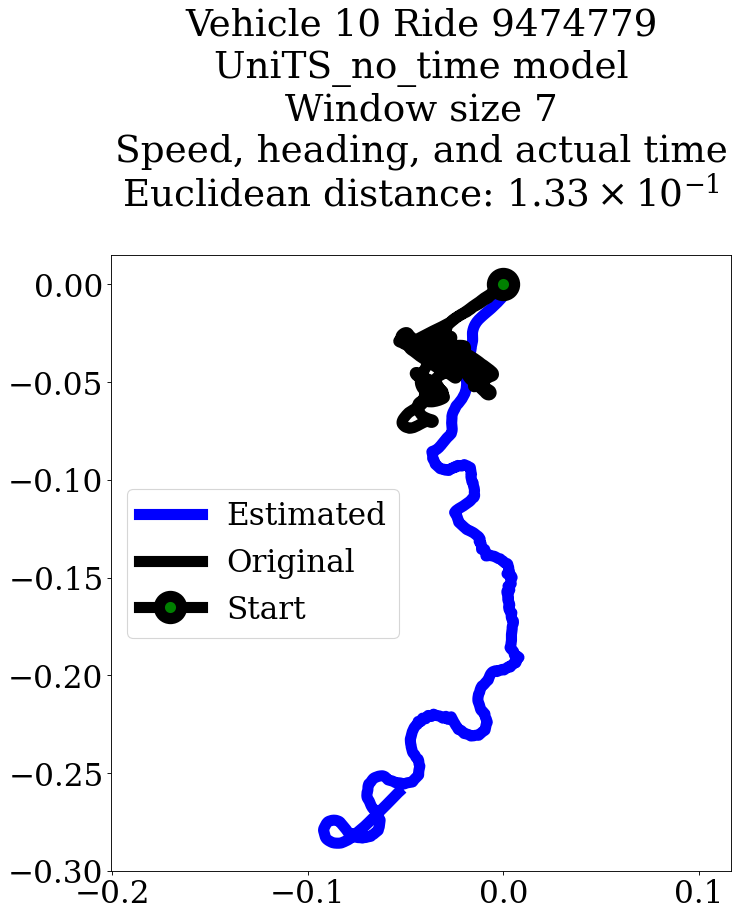 Vehicle 10 Ride 9474779
UniTS_no_time model
Window size 7
Speed, heading, and actual time
Euclidean distance: 1.33 × 10⁻¹
0.00
−0.05
−0.10
−0.15
−0.20
−0.25
−0.30
Estimated
Original
Start
−0.2
−0.1
0.0
0.1